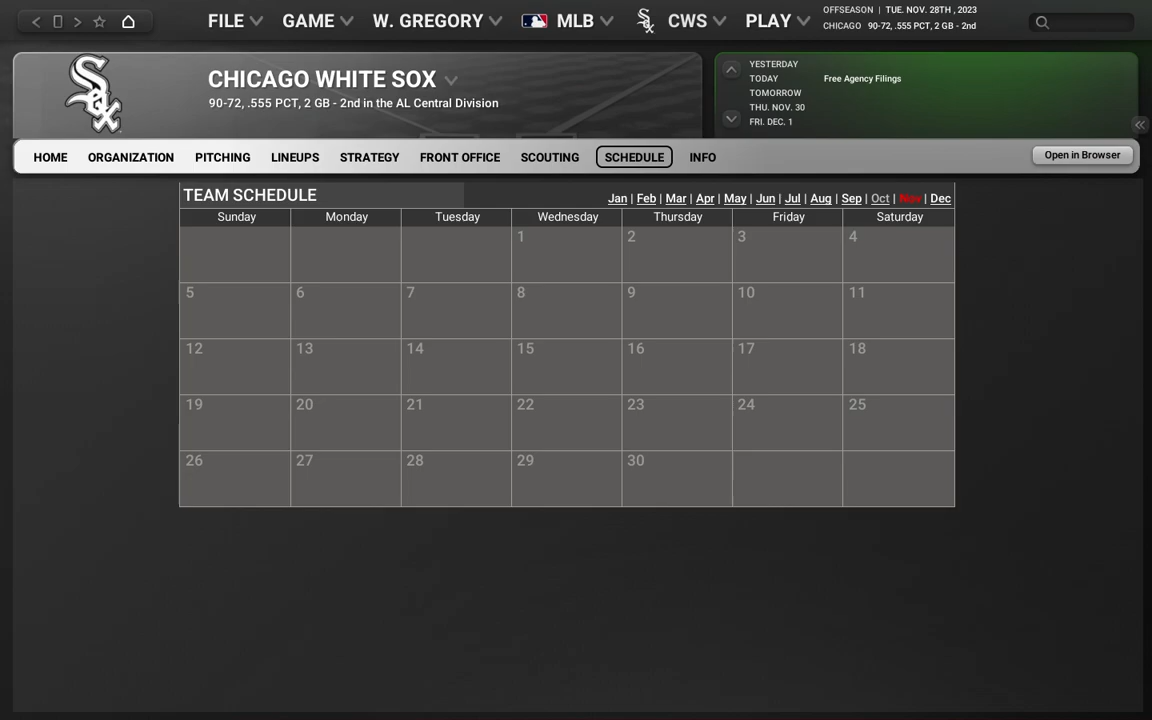 FILE GAME W. GREGORY MLB CWS PLAY
OFFSEASON | TUE. NOV. 28TH , 2023
CHICAGO 90-72, .555 PCT, 2 GB - 2nd
CHICAGO WHITE SOX
90-72, .555 PCT, 2 GB - 2nd in the AL Central Division
YESTERDAY
TODAY Free Agency Filings
TOMORROW
THU. NOV. 30
FRI. DEC. 1
HOME ORGANIZATION PITCHING LINEUPS STRATEGY FRONT OFFICE SCOUTING SCHEDULE INFO Open in Browser
TEAM SCHEDULE Jan | Feb | Mar | Apr | May | Jun | Jul | Aug | Sep | Oct | Nov | Dec
Sunday Monday Tuesday Wednesday Thursday Friday Saturday
1 2 3 4
5 6 7 8 9 10 11
12 13 14 15 16 17 18
19 20 21 22 23 24 25
26 27 28 29 30